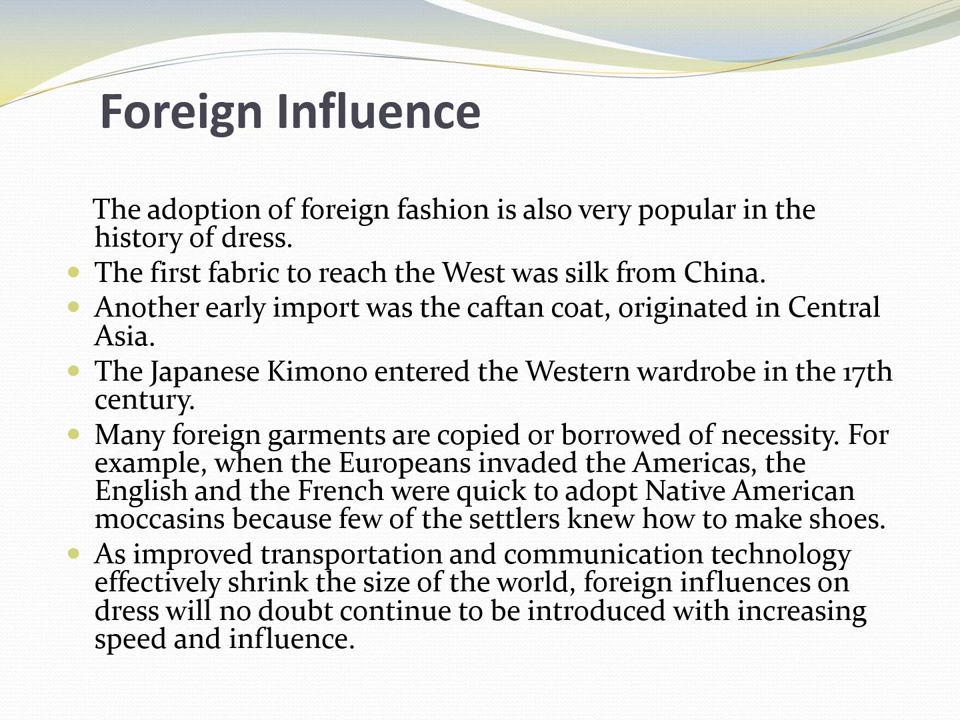 Foreign Influence
The adoption of foreign fashion is also very popular in the
history of dress.
• The first fabric to reach the West was silk from China.
• Another early import was the caftan coat, originated in Central
Asia.
• The Japanese Kimono entered the Western wardrobe in the 17th
century.
• Many foreign garments are copied or borrowed of necessity. For
example, when the Europeans invaded the Americas, the
English and the French were quick to adopt Native American
moccasins because few of the settlers knew how to make shoes.
• As improved transportation and communication technology
effectively shrink the size of the world, foreign influences on
dress will no doubt continue to be introduced with increasing
speed and influence.